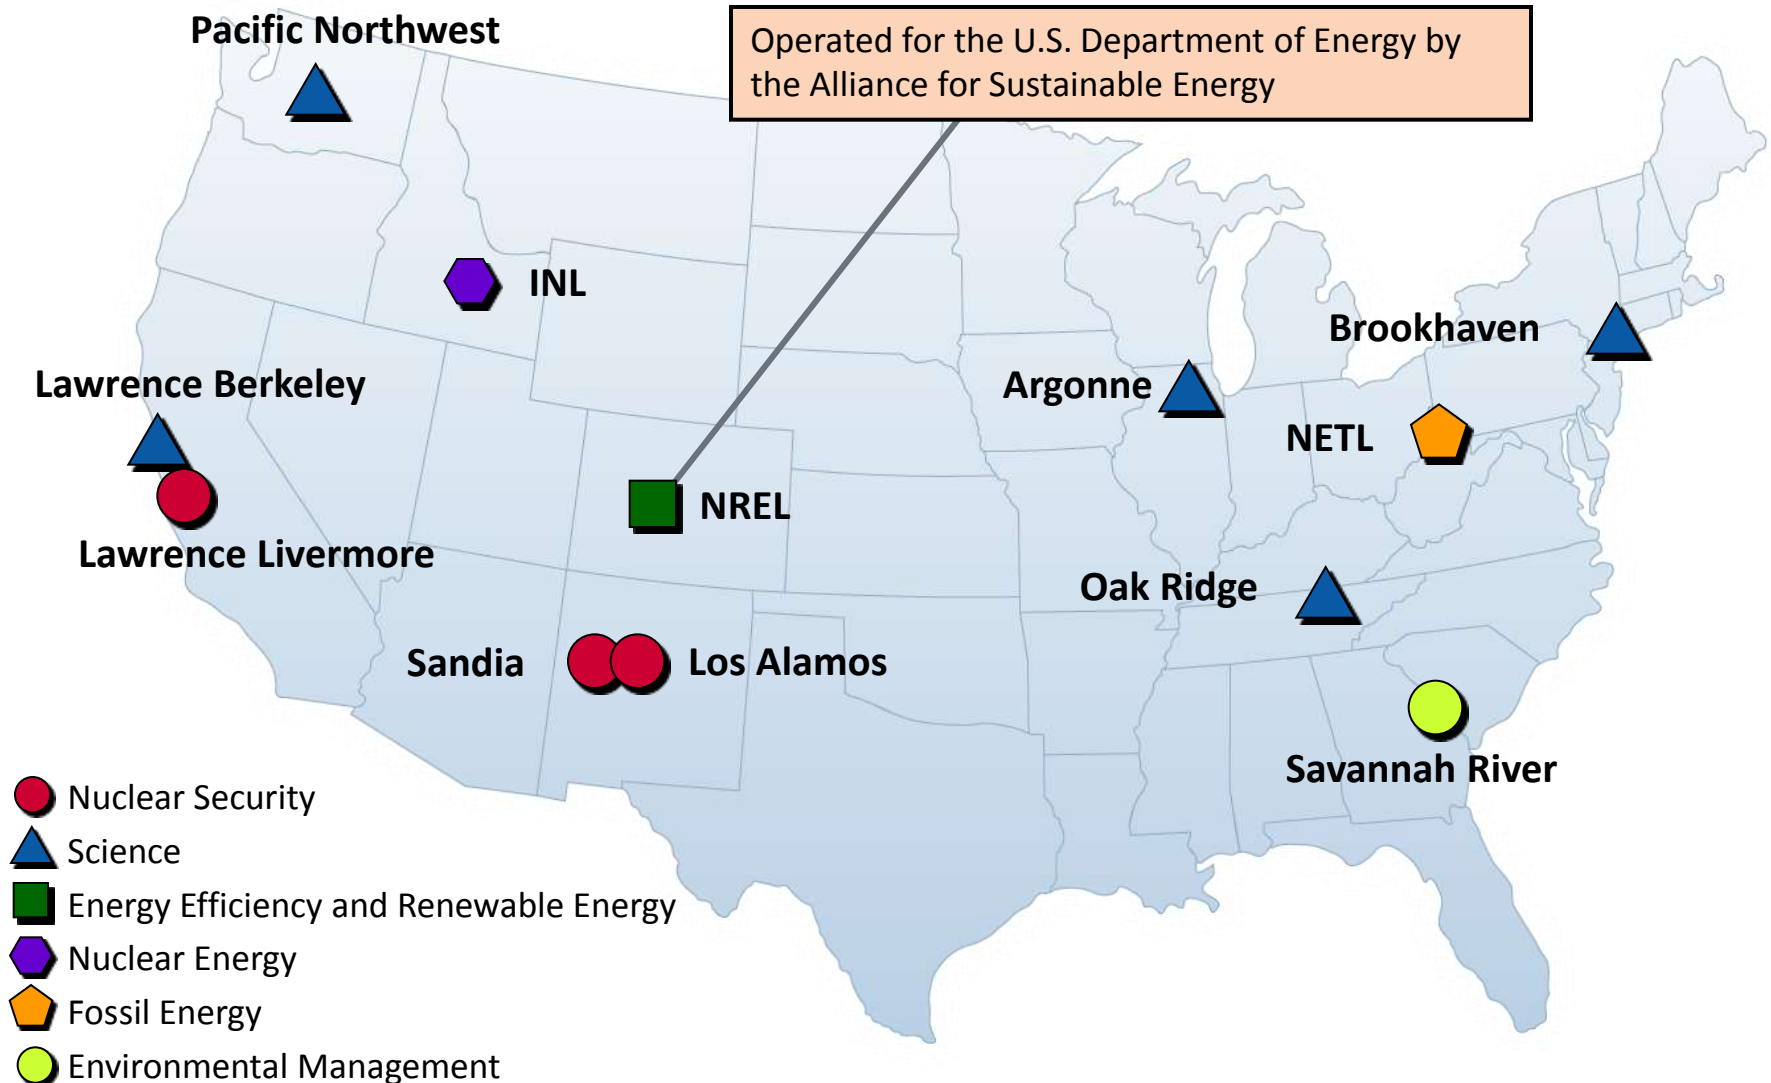 Pacific Northwest
Operated for the U.S. Department of Energy by
the Alliance for Sustainable Energy
INL
Brookhaven
Lawrence Berkeley
Argonne
NETL
NREL
Lawrence Livermore
Oak Ridge
Sandia
Los Alamos
Savannah River
Nuclear Security
Science
Energy Efficiency and Renewable Energy
Nuclear Energy
Fossil Energy
Environmental Management